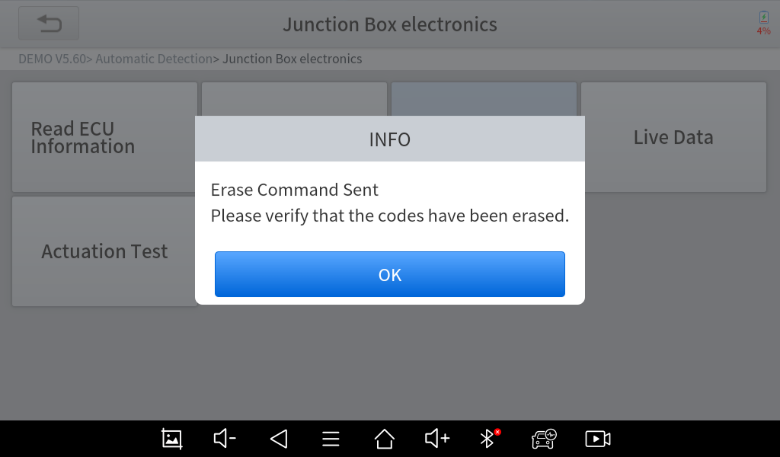 Junction Box electronics
4%
DEMO V5.60> Automatic Detection> Junction Box electronics
Read ECU
Information
Live Data
INFO
Erase Command Sent
Please verify that the codes have been erased.
OK
Actuation Test